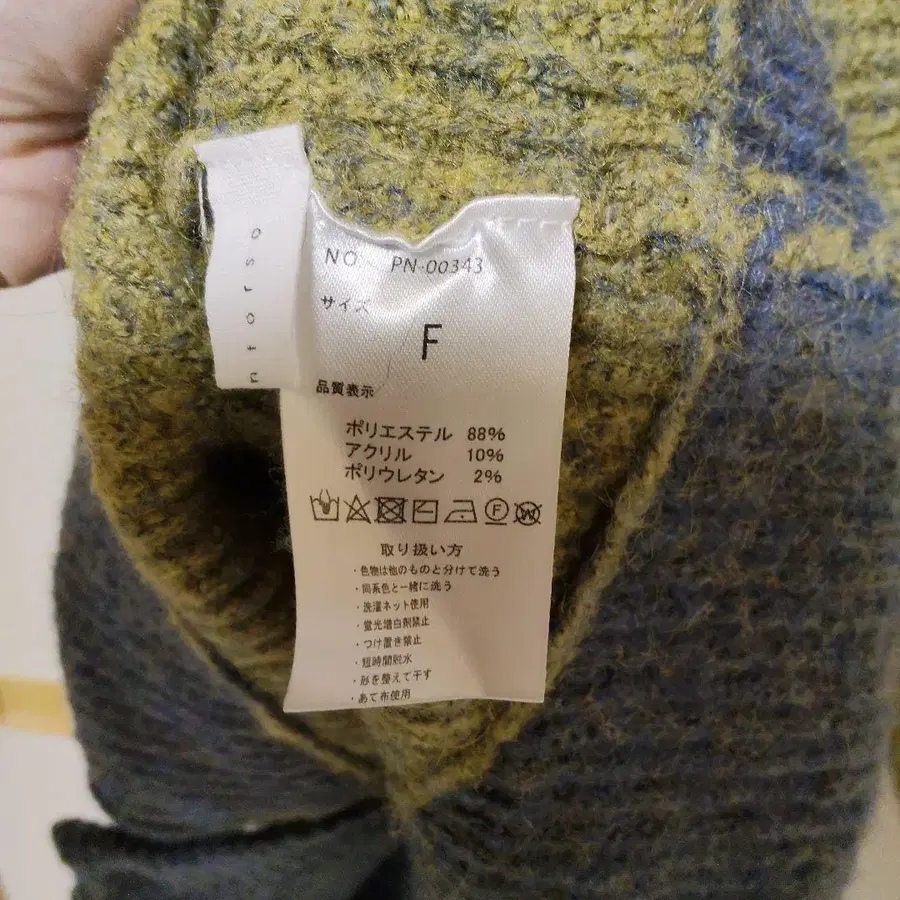 ntorso
NO. PN-00343
サイズ
F
品質表示
ポリエステル 88%
アクリル 10%
ポリウレタン 2%
F
W
取り扱い方
・色物は他のものと分けて洗う
・同系色と一緒に洗う
・洗濯ネット使用
・蛍光増白剤禁止
・つけ置き禁止
・短時間脱水
・形を整えて干す
・あて布使用